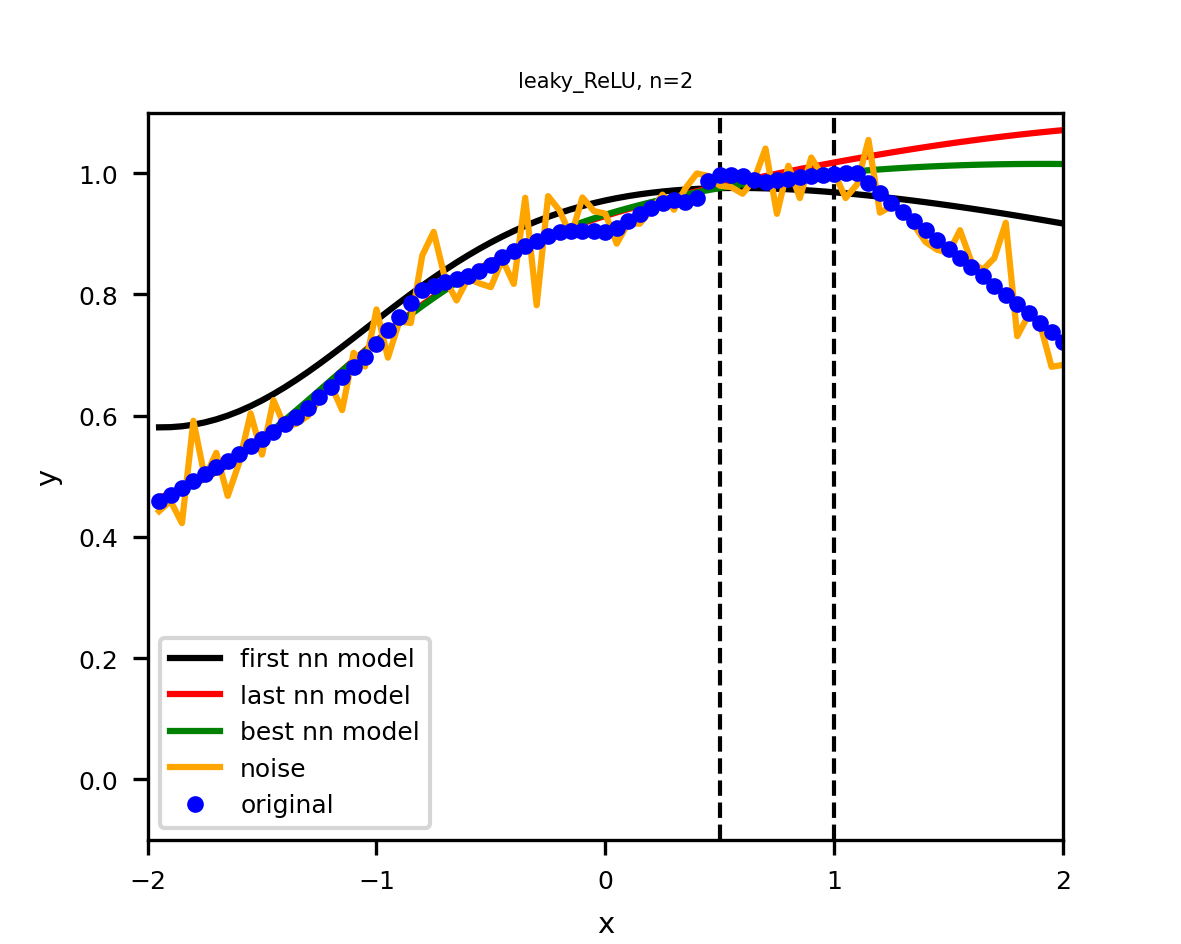 leaky_ReLU, n=2
1.0
0.8
0.6
0.4
0.2
0.0
y
first nn model
last nn model
best nn model
noise
original
−2
−1
0
1
2
x